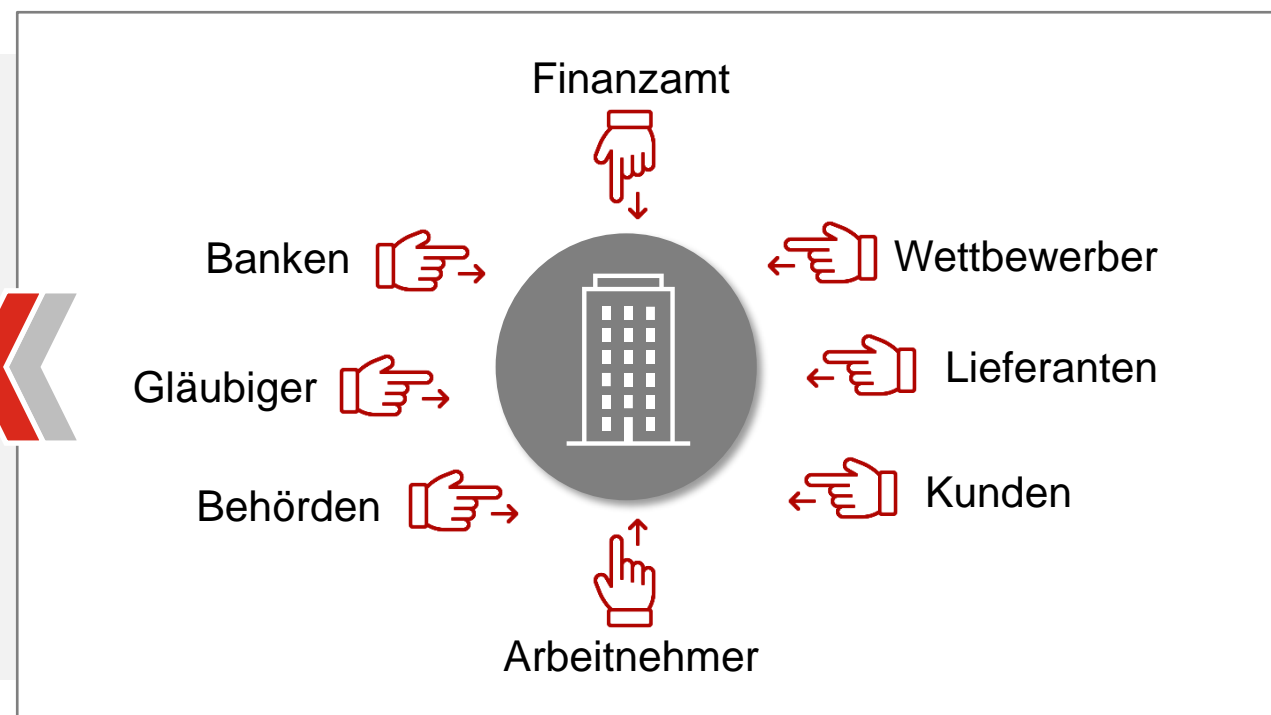 Finanzamt
Banken
Wettbewerber
Gläubiger
Lieferanten
Behörden
Kunden
Arbeitnehmer